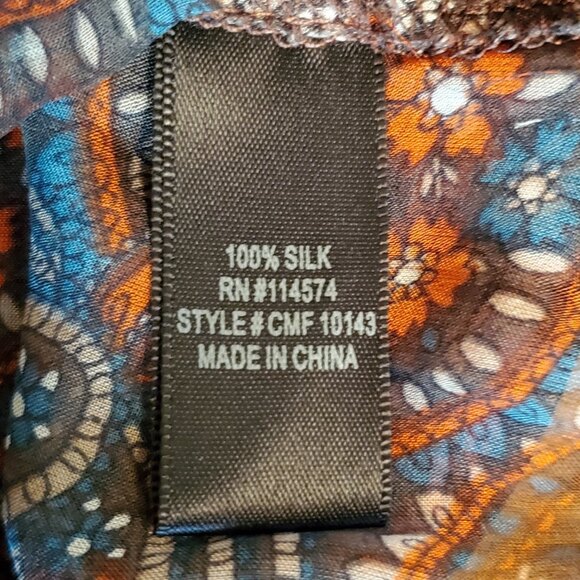 100% SILK
RN #114574
STYLE # CMF 10143
MADE IN CHINA